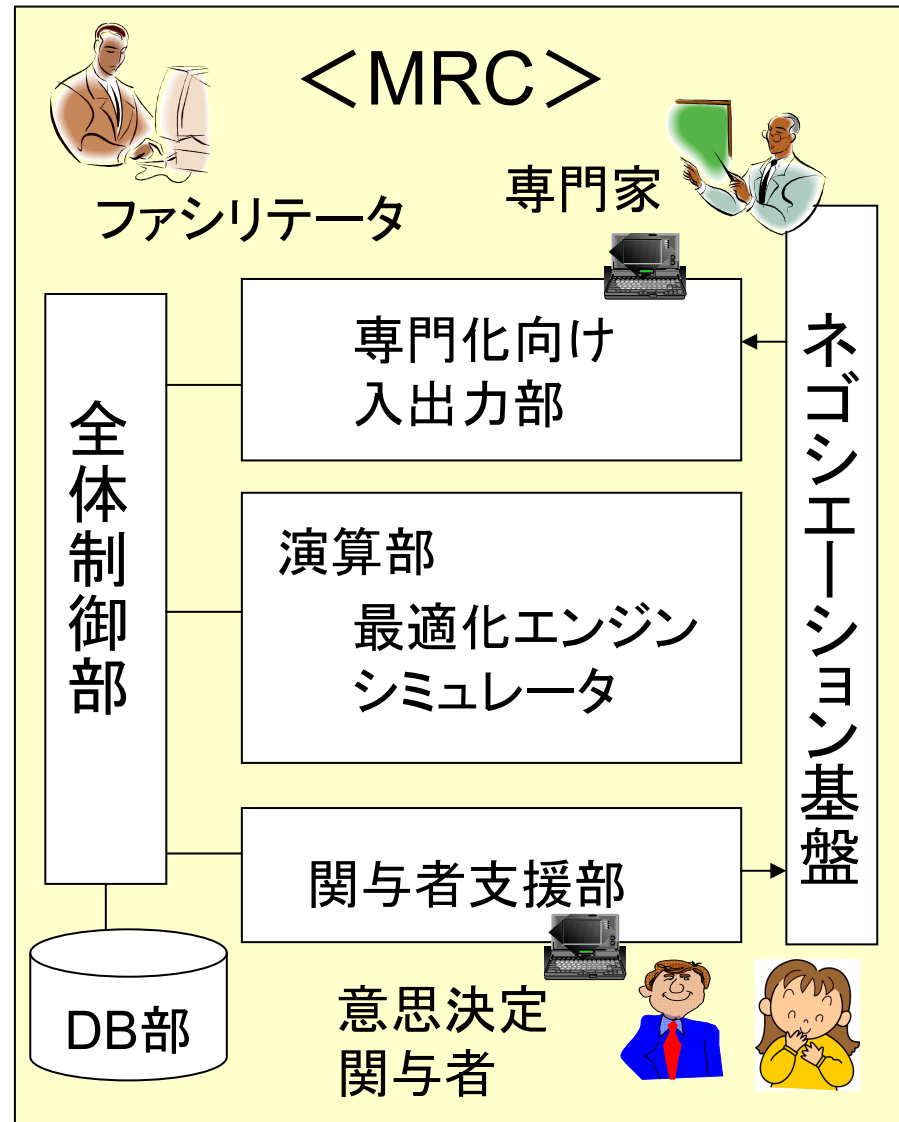 ＜MRC＞
ファシリテータ
専門家
専門化向け
入出力部
全体制御部
ネゴシエーション基盤
演算部
最適化エンジン
シミュレータ
関与者支援部
DB部
意思決定
関与者